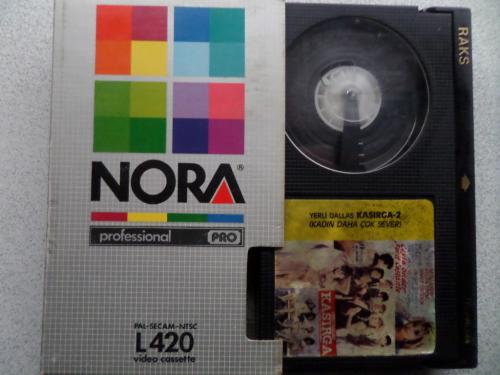 NORA®
professional PRO
PAL-SECAM-NTSC
L420
video cassette
RAKS
YERLİ DALLAS KASIRGA-2
(KADIN DAHA ÇOK SEVER)
KASIRGA